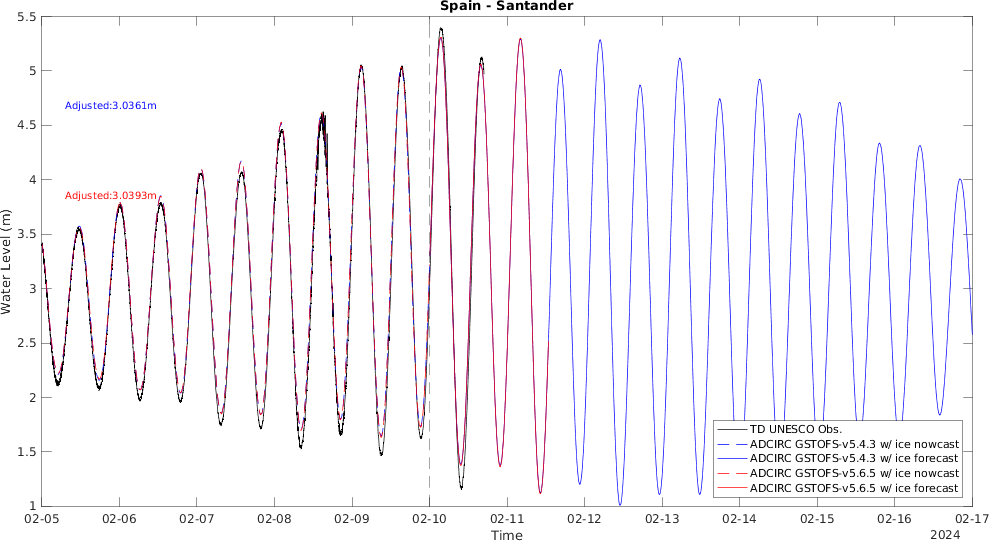 Spain - Santander
5.5
5
4.5
4
3.5
3
2.5
2
1.5
1
Water Level (m)
Adjusted:3.0361m
Adjusted:3.0393m
TD UNESCO Obs.
ADCIRC GSTOFS-v5.4.3 w/ ice nowcast
ADCIRC GSTOFS-v5.4.3 w/ ice forecast
ADCIRC GSTOFS-v5.6.5 w/ ice nowcast
ADCIRC GSTOFS-v5.6.5 w/ ice forecast
02-05 02-06 02-07 02-08 02-09 02-10 02-11 02-12 02-13 02-14 02-15 02-16 02-17
Time
2024